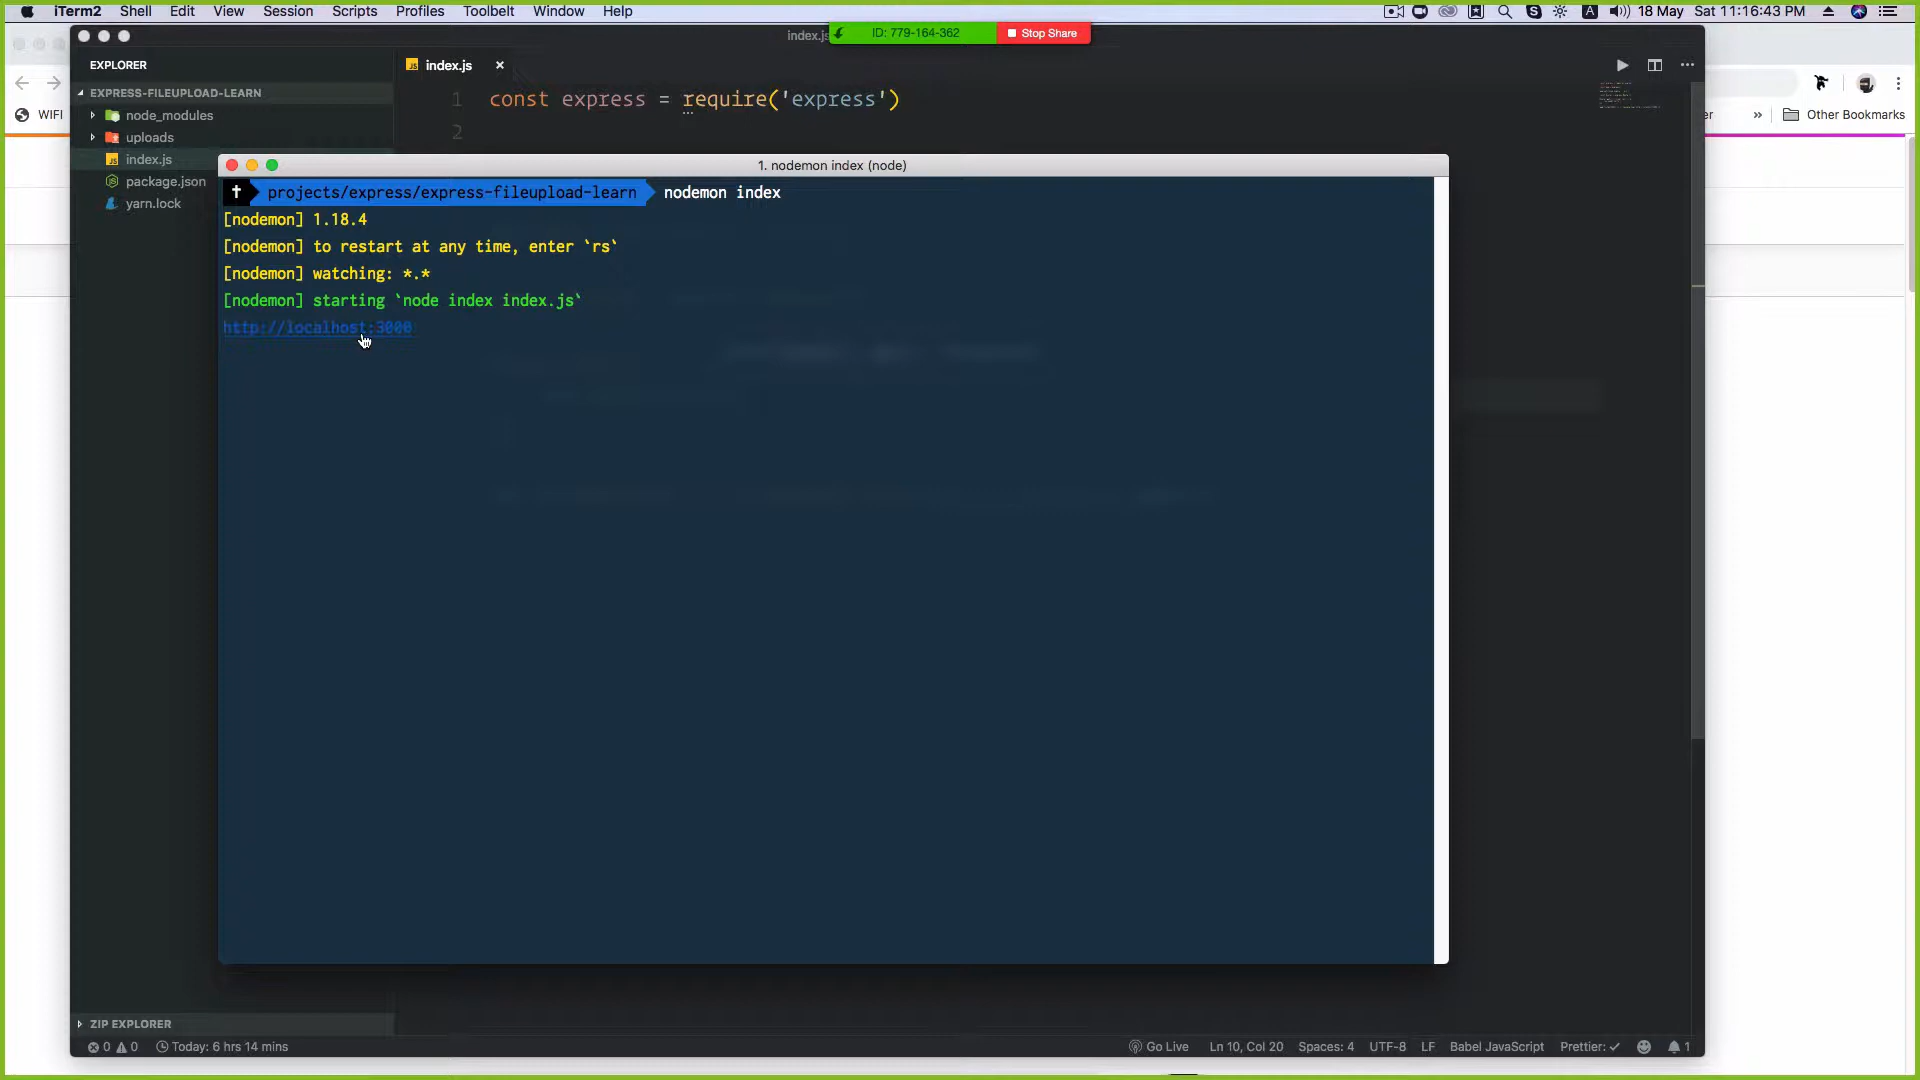 iTerm2 Shell Edit View Session Scripts Profiles Toolbelt Window Help 18 May Sat 11:16:43 PM
index.js ID: 779-164-362 Stop Share
EXPLORER index.js
EXPRESS-FILEUPLOAD-LEARN
1 const express = require('express')
node_modules
WIFI Other Bookmarks
2
uploads
index.js
1. nodemon index (node)
package.json
projects/express/express-fileupload-learn nodemon index
yarn.lock
[nodemon] 1.18.4
[nodemon] to restart at any time, enter `rs`
[nodemon] watching: *.*
[nodemon] starting `node index index.js`
http://localhost:3000
ZIP EXPLORER
0 0 Today: 6 hrs 14 mins Go Live Ln 10, Col 20 Spaces: 4 UTF-8 LF Babel JavaScript Prettier: ✓ 1